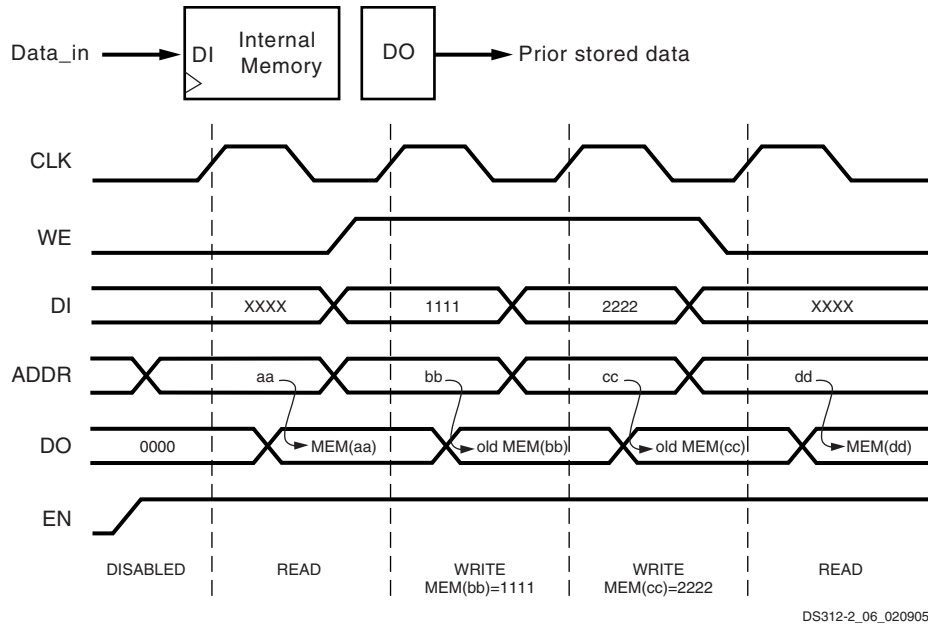 Data_in
DI
Internal
Memory
DO
Prior stored data
CLK
WE
DI
XXXX
1111
2222
XXXX
ADDR
aa
bb
cc
dd
DO
0000
MEM(aa)
old MEM(bb)
old MEM(cc)
MEM(dd)
EN
DISABLED
READ
WRITE
MEM(bb)=1111
WRITE
MEM(cc)=2222
READ
DS312-2_06_020905